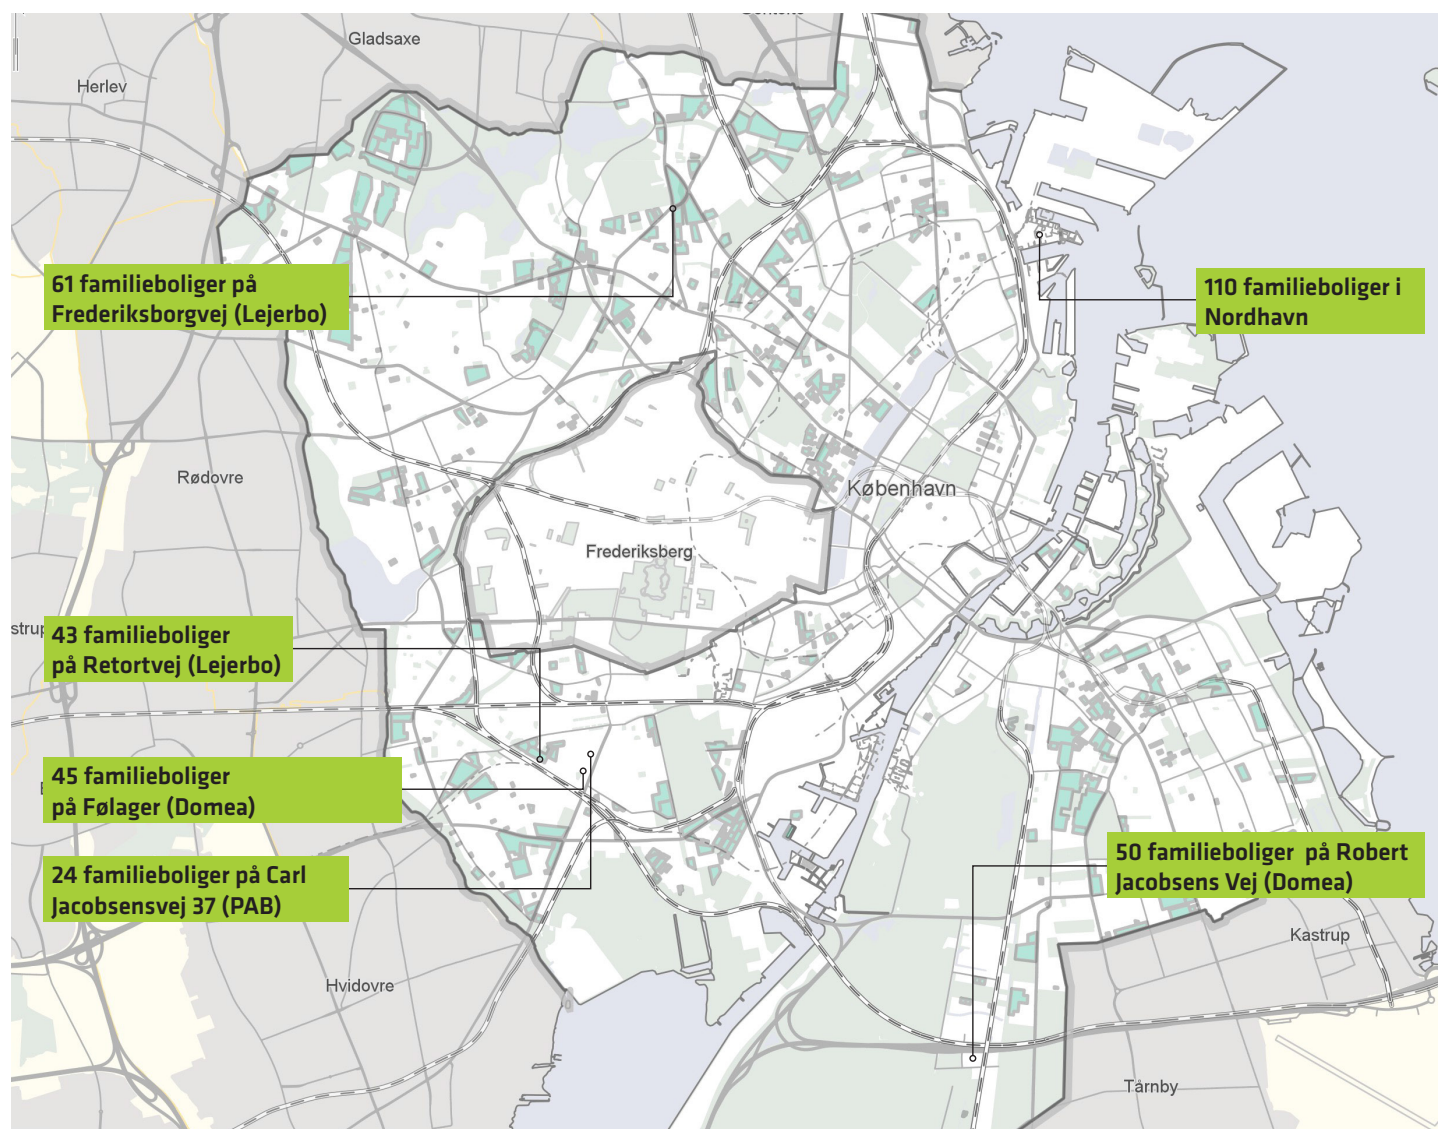 Gladsaxe
Herlev
61 familieboliger på
Frederiksborgvej (Lejerbo)
110 familieboliger i
Nordhavn
Rødovre
København
Frederiksberg
43 familieboliger
på Retortvej (Lejerbo)
45 familieboliger
på Følager (Domea)
24 familieboliger på Carl
Jacobsensvej 37 (PAB)
50 familieboliger på Robert
Jacobsens Vej (Domea)
Kastrup
Hvidovre
Tårnby